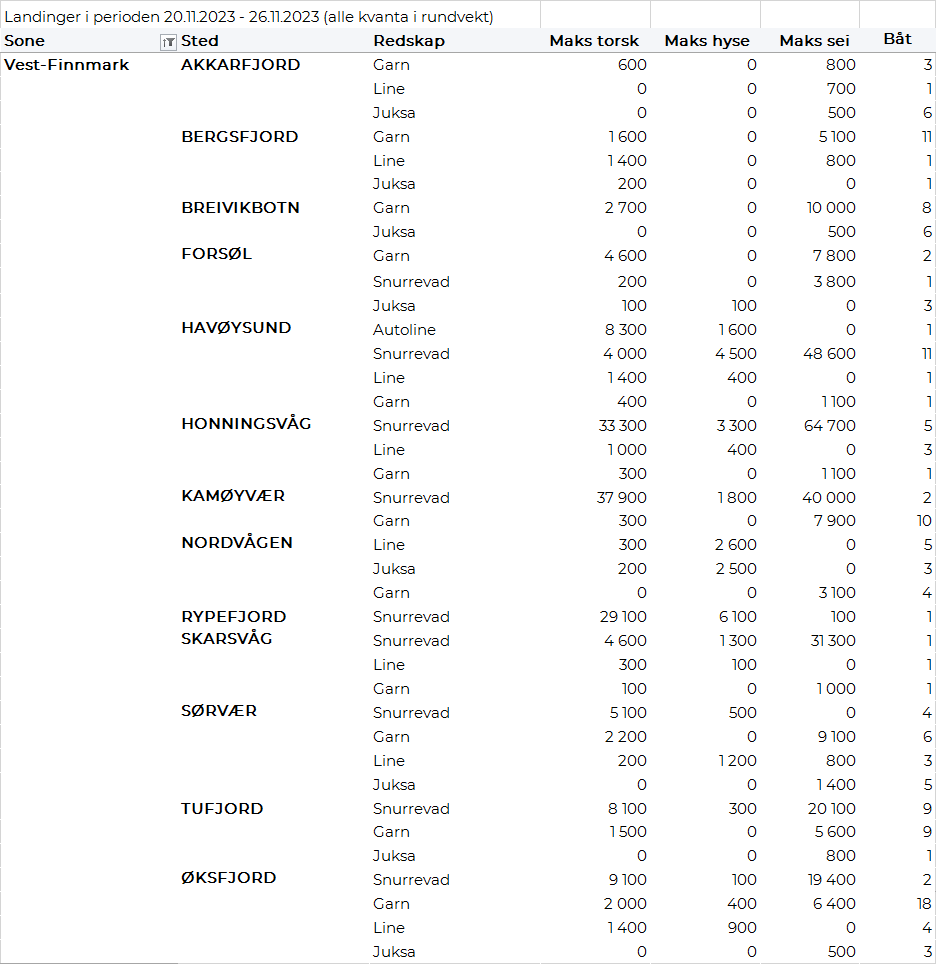 Landinger i perioden 20.11.2023 - 26.11.2023 (alle kvanta i rundvekt)
Sone Sted Redskap Maks torsk Maks hyse Maks sei Båt
Vest-Finnmark AKKARFJORD Garn 600 0 800 3
Line 0 0 700 1
Juksa 0 0 500 6
BERGSFJORD Garn 1 600 0 5 100 11
Line 1 400 0 800 1
Juksa 200 0 0 1
BREIVIKBOTN Garn 2 700 0 10 000 8
Juksa 0 0 500 6
FORSØL Garn 4 600 0 7 800 2
Snurrevad 200 0 3 800 1
Juksa 100 100 0 3
HAVØYSUND Autoline 8 300 1 600 0 1
Snurrevad 4 000 4 500 48 600 11
Line 1 400 400 0 1
Garn 400 0 1 100 1
HONNINGSVÅG Snurrevad 33 300 3 300 64 700 5
Line 1 000 400 0 3
Garn 300 0 1 100 1
KAMØYVÆR Snurrevad 37 900 1 800 40 000 2
Garn 300 0 7 900 10
NORDVÅGEN Line 300 2 600 0 5
Juksa 200 2 500 0 3
Garn 0 0 3 100 4
RYPEFJORD Snurrevad 29 100 6 100 100 1
SKARSVÅG Snurrevad 4 600 1 300 31 300 1
Line 300 100 0 1
Garn 100 0 1 000 1
SØRVÆR Snurrevad 5 100 500 0 4
Garn 2 200 0 9 100 6
Line 200 1 200 800 3
Juksa 0 0 1 400 5
TUFJORD Snurrevad 8 100 300 20 100 9
Garn 1 500 0 5 600 9
Juksa 0 0 800 1
ØKSFJORD Snurrevad 9 100 100 19 400 2
Garn 2 000 400 6 400 18
Line 1 400 900 0 4
Juksa 0 0 500 3